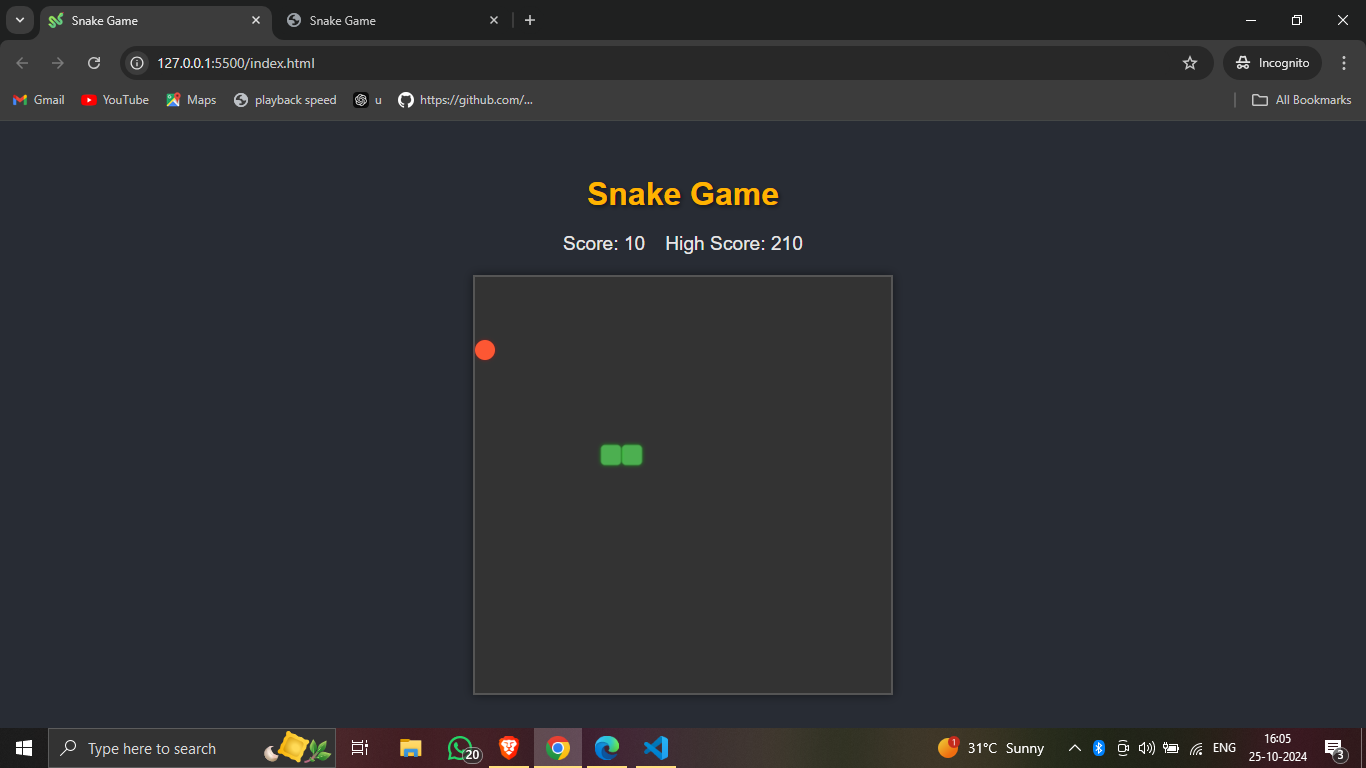 Snake Game
Snake Game
127.0.0.1:5500/index.html
Incognito
Gmail
YouTube
Maps
playback speed
u
https://github.com/...
All Bookmarks
Snake Game
Score: 10 High Score: 210
Type here to search
20
1
31°C Sunny
ENG
16:05
25-10-2024
3